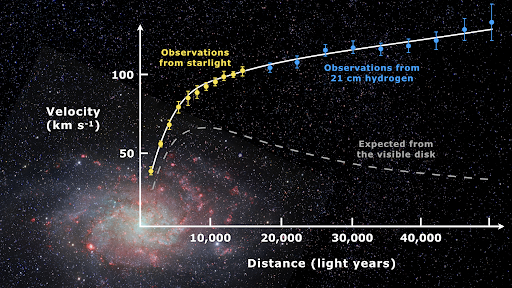 Observations
from starlight
100
Observations from
21 cm hydrogen
Velocity
(km s⁻¹)
50
Expected from
the visible disk
10,000
20,000
30,000
40,000
Distance (light years)